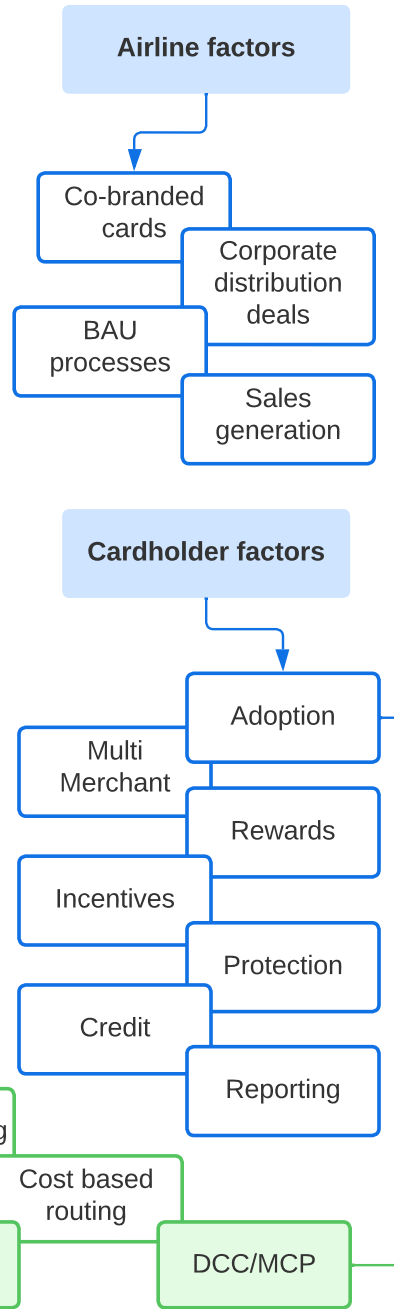 Airline factors
Co-branded
cards
Corporate
distribution
deals
BAU
processes
Sales
generation
Cardholder factors
Adoption
Multi
Merchant
Rewards
Incentives
Protection
Credit
Reporting
Cost based
routing
DCC/MCP